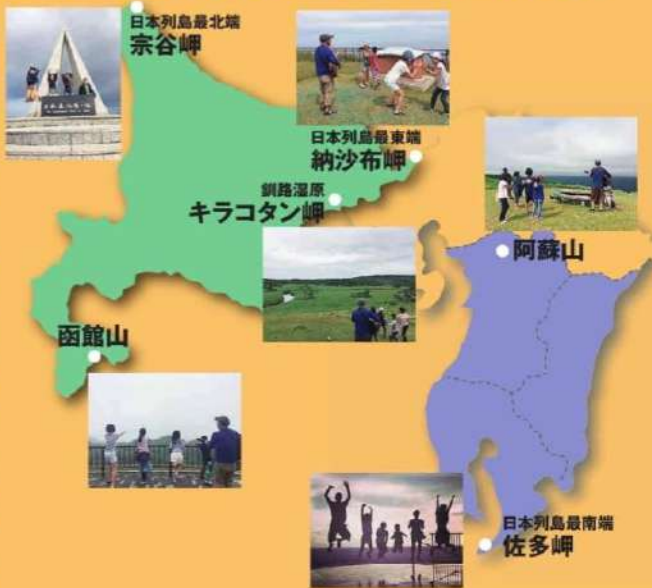 日本列島最北端
宗谷岬
日本列島最東端
納沙布岬
釧路湿原
キラコタン岬
阿蘇山
函館山
日本列島最南端
佐多岬